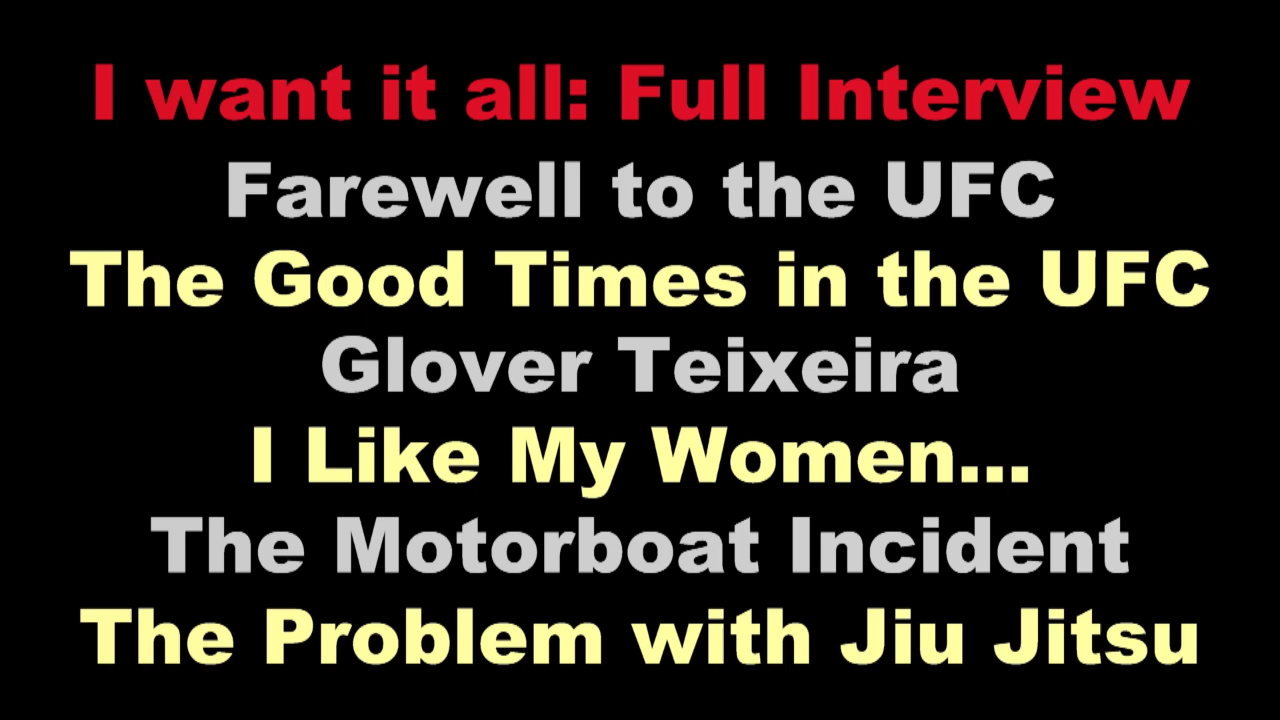 I want it all: Full Interview
Farewell to the UFC
The Good Times in the UFC
Glover Teixeira
I Like My Women...
The Motorboat Incident
The Problem with Jiu Jitsu